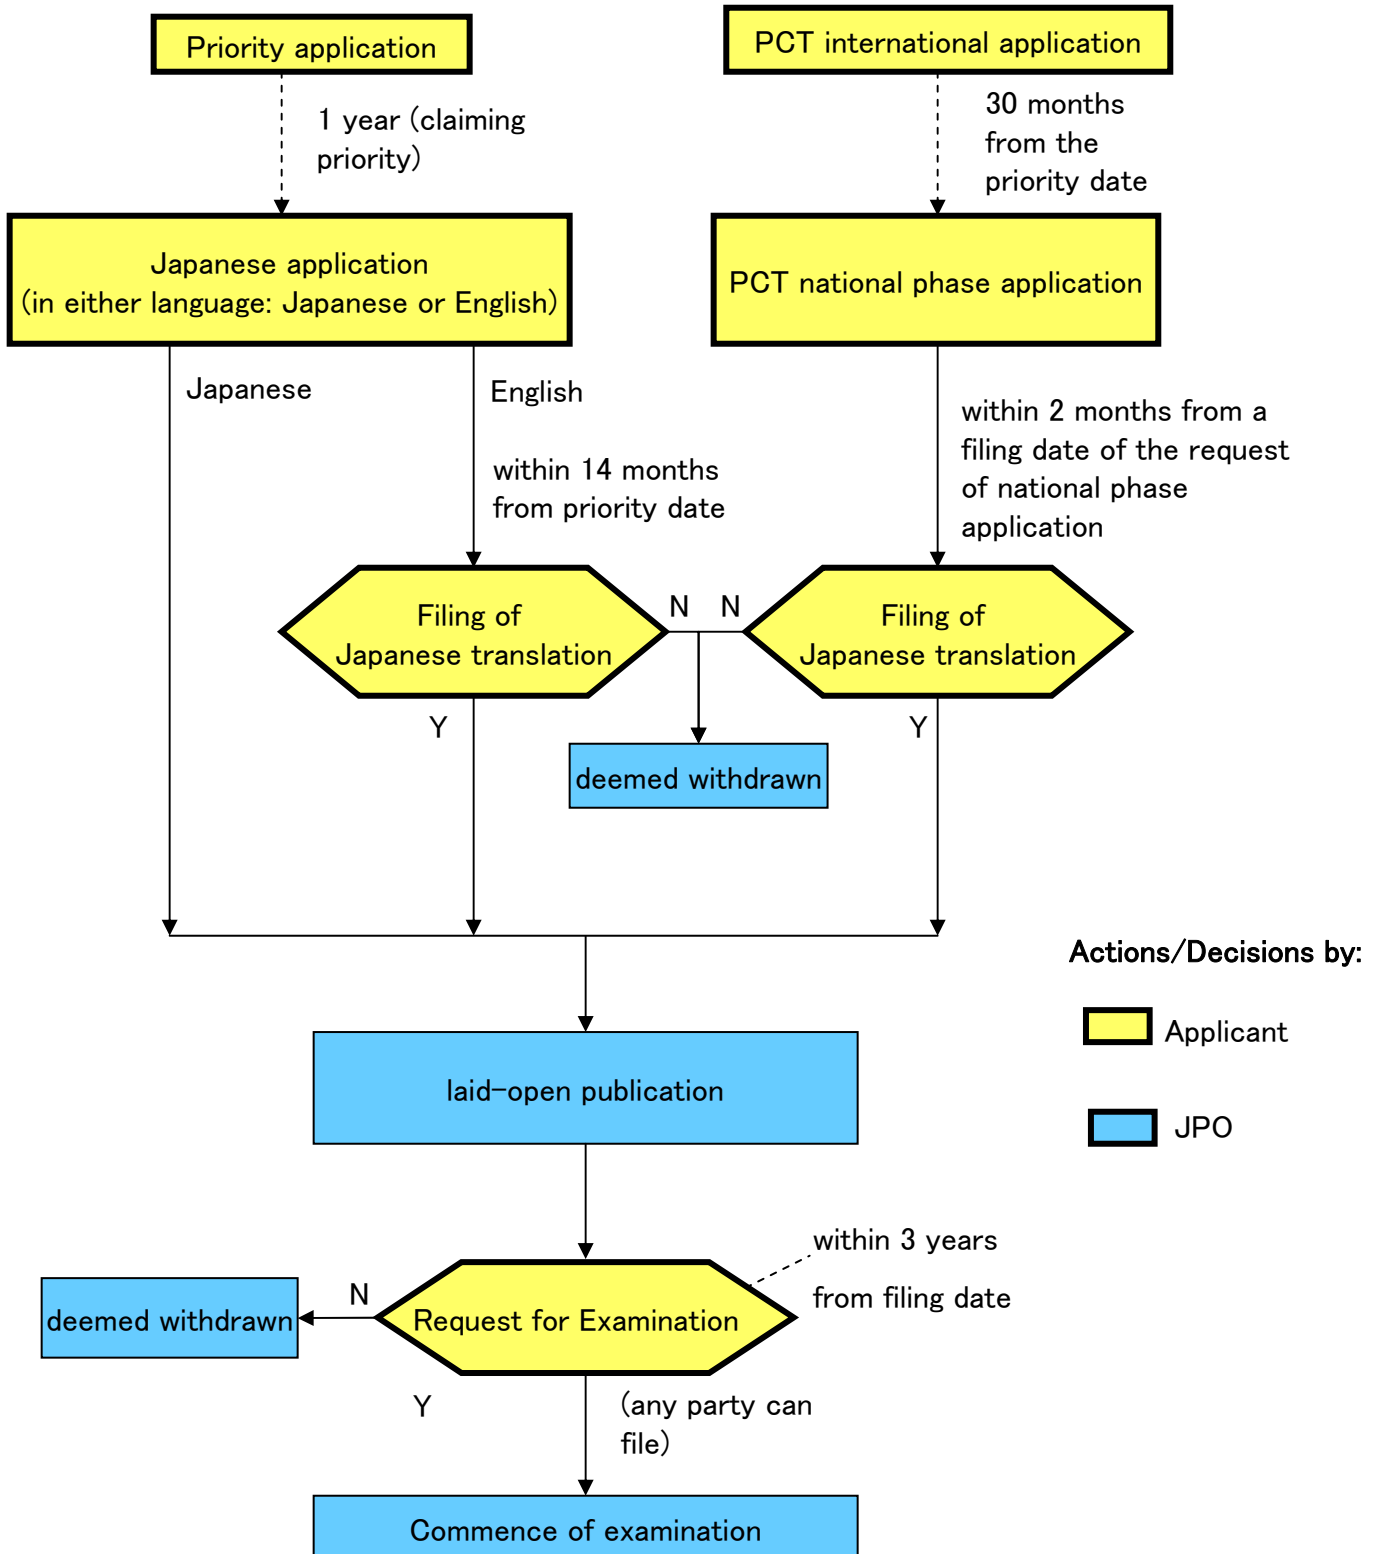 Priority application
PCT international application
1 year (claiming
priority)
30 months
from the
priority date
Japanese application
(in either language: Japanese or English)
PCT national phase application
Japanese
English
within 14 months
from priority date
within 2 months from a
filing date of the request
of national phase
application
Filing of
Japanese translation
N
N
Filing of
Japanese translation
Y
deemed withdrawn
Y
Actions/Decisions by:
Applicant
JPO
laid-open publication
within 3 years
from filing date
deemed withdrawn
N
Request for Examination
Y
(any party can
file)
Commence of examination